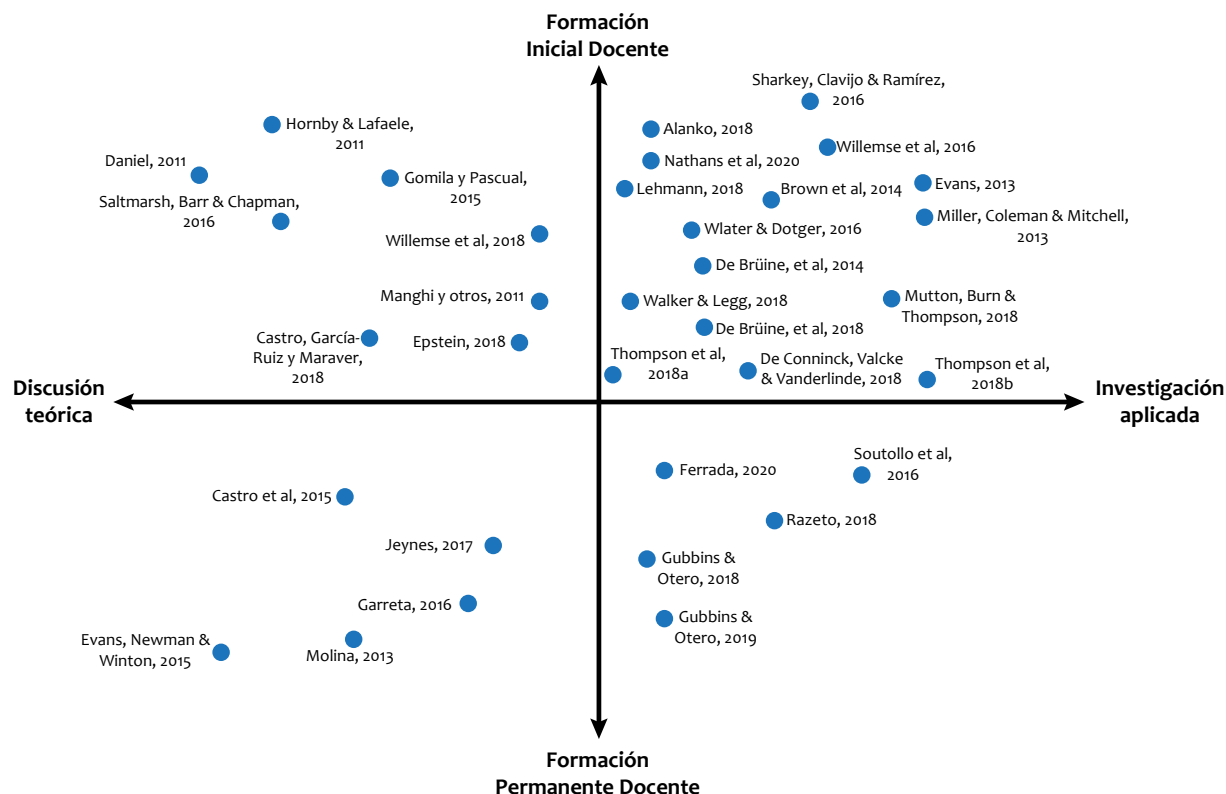 Formación
Inicial Docente
Sharkey, Clavijo & Ramírez,
2016
Hornby & Lafaele,
2011
Alanko, 2018
Willemse et al, 2016
Daniel, 2011
Nathans et al, 2020
Gomila y Pascual,
2015
Lehmann, 2018
Brown et al, 2014
Evans, 2013
Saltmarsh, Barr & Chapman,
2016
Miller, Coleman & Mitchell,
2013
Willemse et al, 2018
Wlater & Dotger, 2016
De Brüine, et al, 2014
Manghi y otros, 2011
Walker & Legg, 2018
Mutton, Burn &
Thompson, 2018
Castro, García-
Ruiz y Maraver,
2018
Epstein, 2018
De Brüine, et al, 2018
Thompson et al,
2018a
De Conninck, Valcke
& Vanderlinde, 2018
Thompson et al,
2018b
Discusión
teórica
Investigación
aplicada
Ferrada, 2020
Soutollo et al,
2016
Castro et al, 2015
Razeto, 2018
Jeynes, 2017
Gubbins &
Otero, 2018
Garreta, 2016
Gubbins &
Otero, 2019
Evans, Newman &
Winton, 2015
Molina, 2013
Formación
Permanente Docente